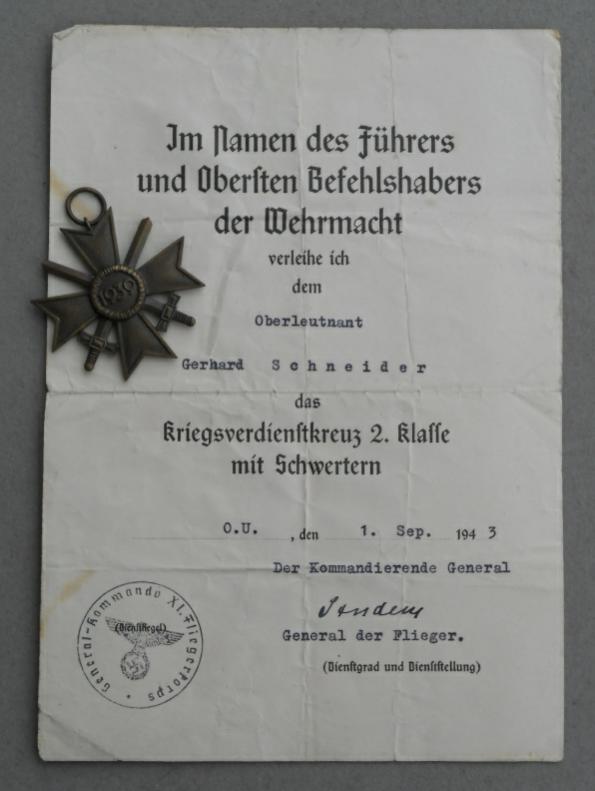 Im Namen des Führers
und Obersten Befehlshabers
der Wehrmacht
verleihe ich
dem
Oberleutnant
Gerhard Schneider
das
Kriegsverdienstkreuz 2. Klasse
mit Schwertern
O.U. , den 1. Sep. 1943
Der Kommandierende General
General der Flieger.
(Dienstgrad und Dienststellung)
General-Kommando XI. Fliegerkorps
(Dienstsiegel)
1939